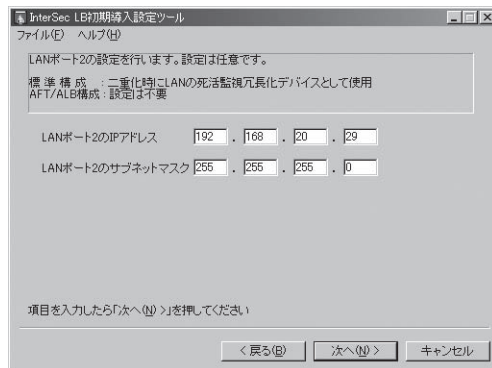 InterSec LB初期導入設定ツール
ファイル(F) ヘルプ(H)
LANポート2の設定を行います。設定は任意です。
標準構成 : 二重化時にLANの死活監視冗長化デバイスとして使用
AFT/ALB構成 : 設定は不要
LANポート2のIPアドレス 192 . 168 . 20 . 29
LANポート2のサブネットマスク 255 . 255 . 255 . 0
項目を入力したら「次へ(N) >」を押してください
< 戻る(B) 次へ(N) > キャンセル